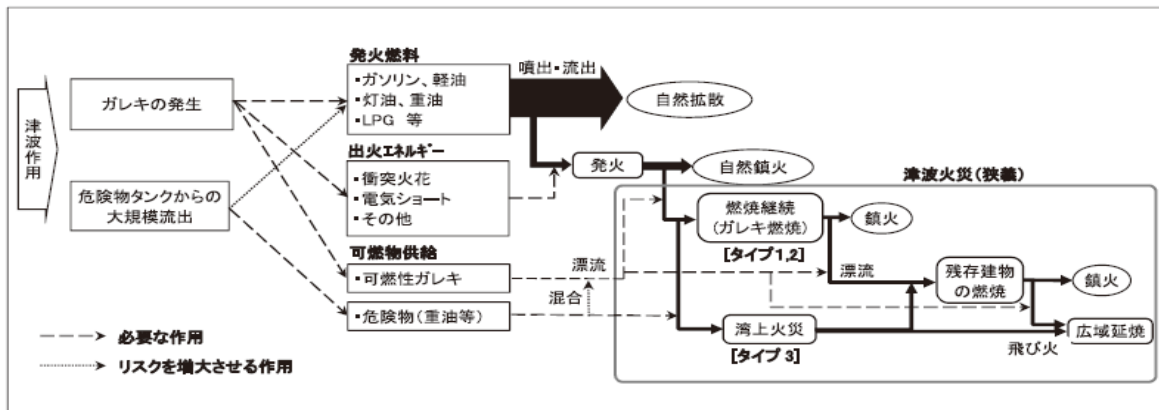 津波作用
ガレキの発生
危険物タンクからの
大規模流出
発火燃料
▪ガソリン、軽油
▪灯油、重油
▪LPG 等
出火エネルギー
▪衝突火花
▪電気ショート
▪その他
可燃物供給
▪可燃性ガレキ
▪危険物(重油等)
噴出・流出
自然拡散
発火
自然鎮火
津波火災(狭義)
燃焼継続
(ガレキ燃焼)
[タイプ1,2]
鎮火
漂流
混合
漂流
残存建物
の燃焼
鎮火
湾上火災
[タイプ 3]
飛び火
広域延焼
必要な作用
リスクを増大させる作用